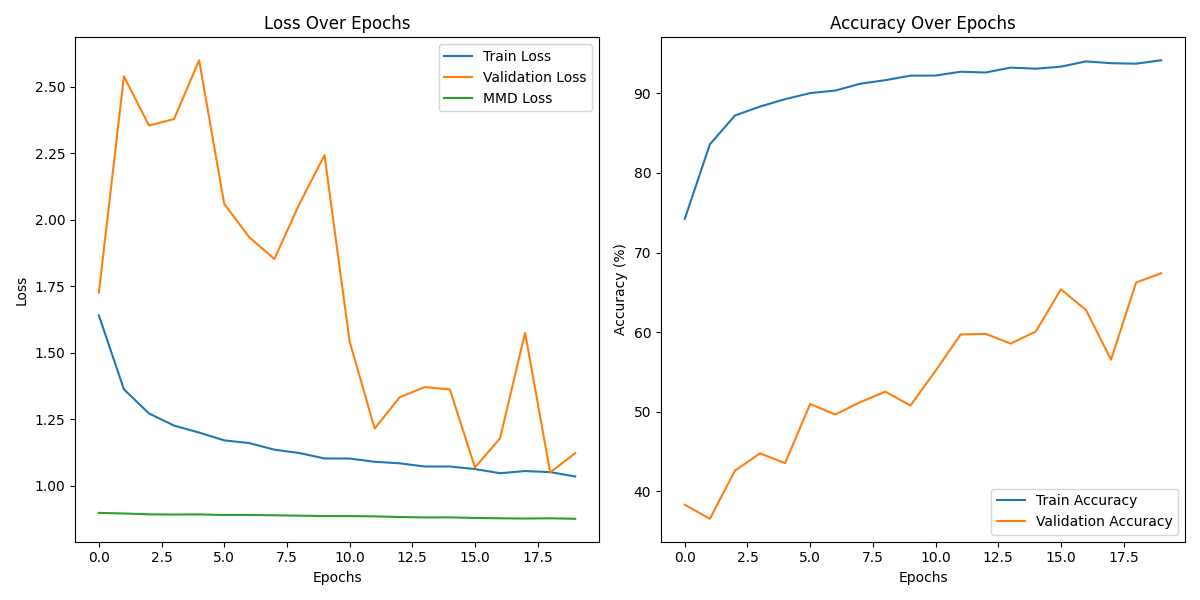 Loss Over Epochs
Train Loss
Validation Loss
MMD Loss
2.50
2.25
2.00
1.75
1.50
1.25
1.00
Loss
0.0 2.5 5.0 7.5 10.0 12.5 15.0 17.5
Epochs
Accuracy Over Epochs
90
80
70
60
50
40
Accuracy (%)
Train Accuracy
Validation Accuracy
0.0 2.5 5.0 7.5 10.0 12.5 15.0 17.5
Epochs